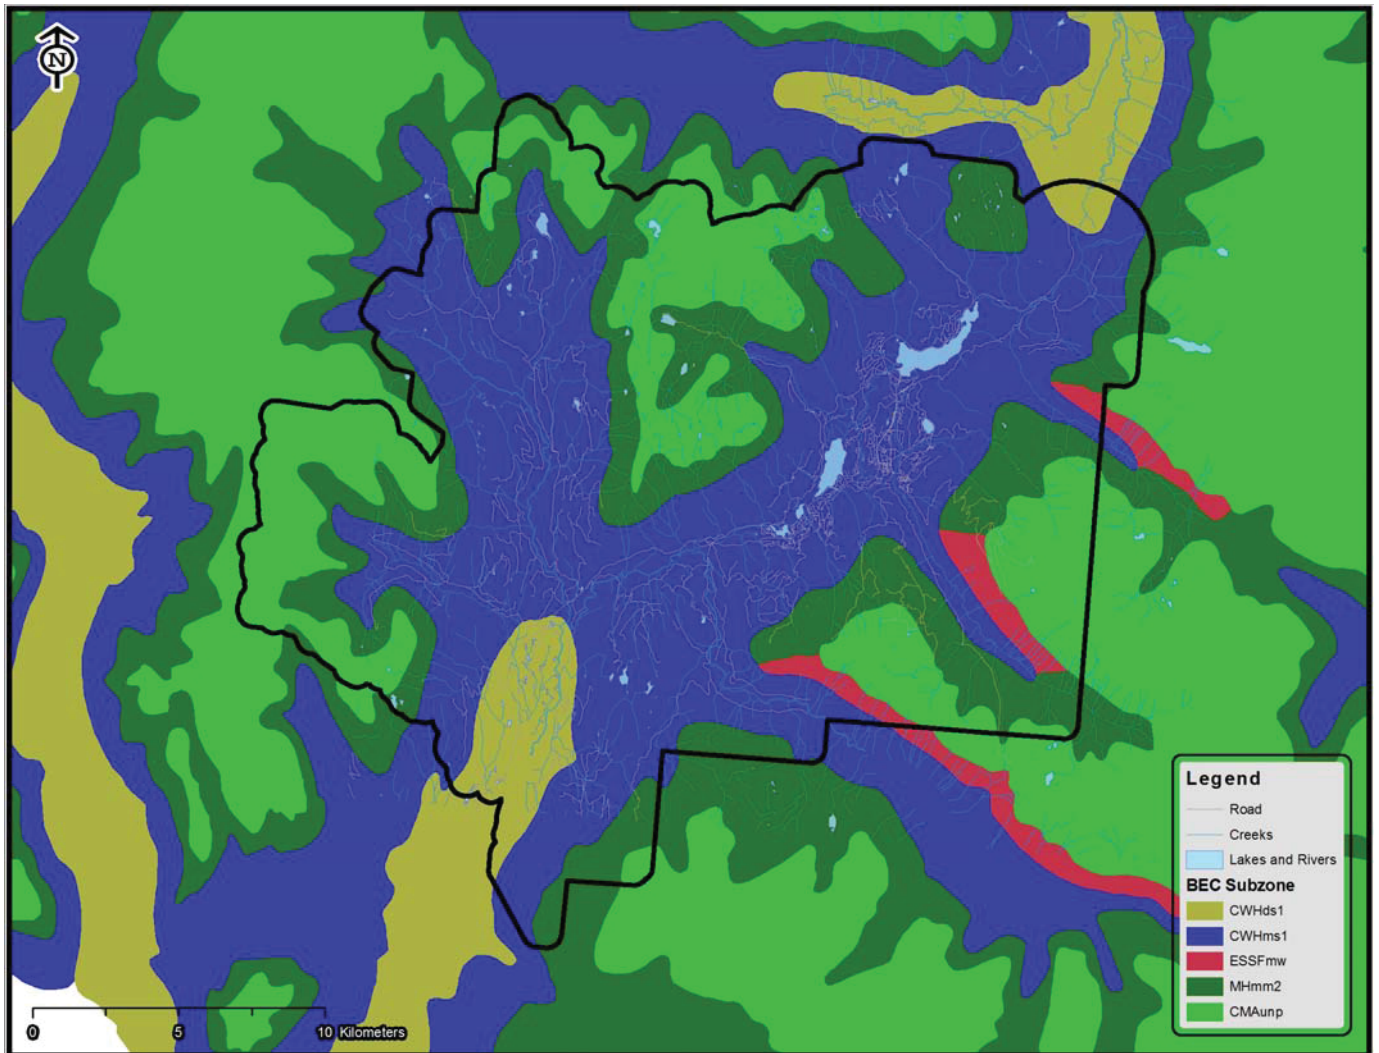 N
Legend
Road
Creeks
Lakes and Rivers
BEC Subzone
CWHds1
CWHms1
ESSFmw
MHmm2
CMAunp
0 5 10 Kilometers